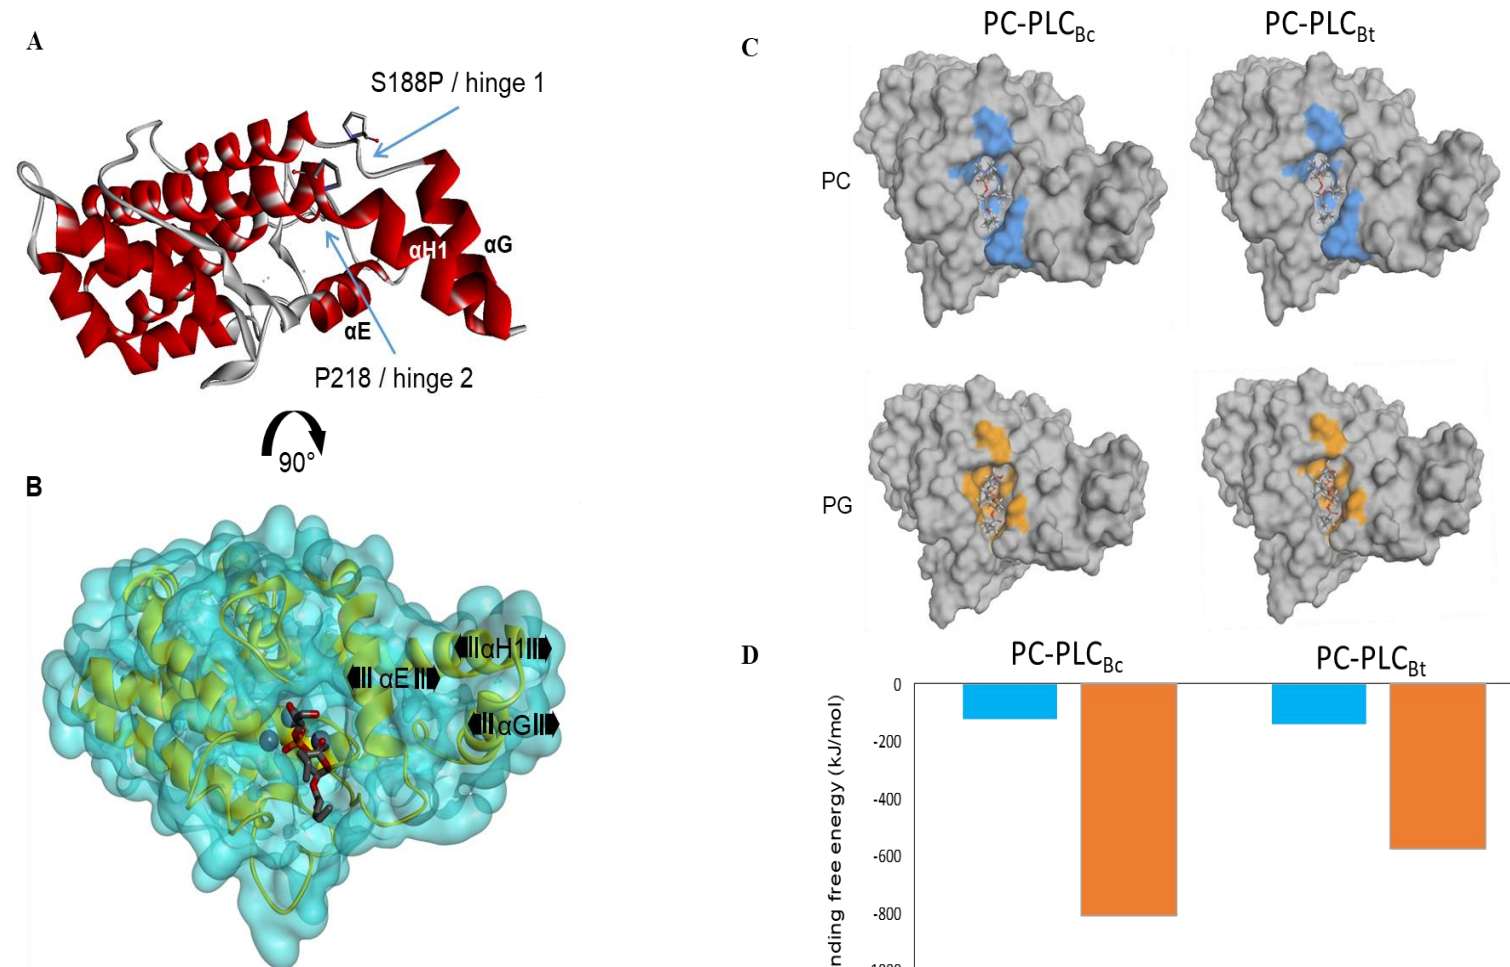 A
S188P / hinge 1
αH1
αG
αE
P218 / hinge 2
90°
B
αH1
αE
αG
C
PC-PLCBc
PC-PLCBt
PC
PG
D
PC-PLCBc
PC-PLCBt
nding free energy (kJ/mol)
0
-200
-400
-600
-800